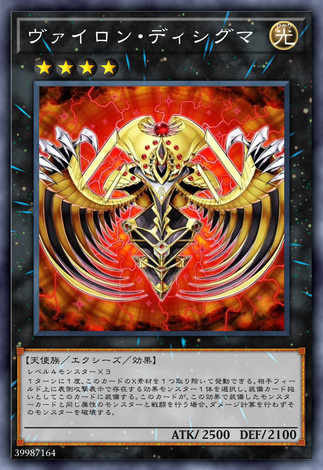 ヴァイロン・ディシグマ
光
【天使族／エクシーズ／効果】
レベル４モンスター×３
１ターンに１度、このカードのX素材を１つ取り除いて発動できる。相手フィー
ルド上に表側攻撃表示で存在する効果モンスター１体を選択し、装備カード扱
いとしてこのカードに装備する。このカードが、この効果で装備したモンス
ターカードと同じ属性のモンスターと戦闘を行う場合、ダメージ計算を行わずそ
のモンスターを破壊する。
ATK/ 2500 DEF/2100
39987164